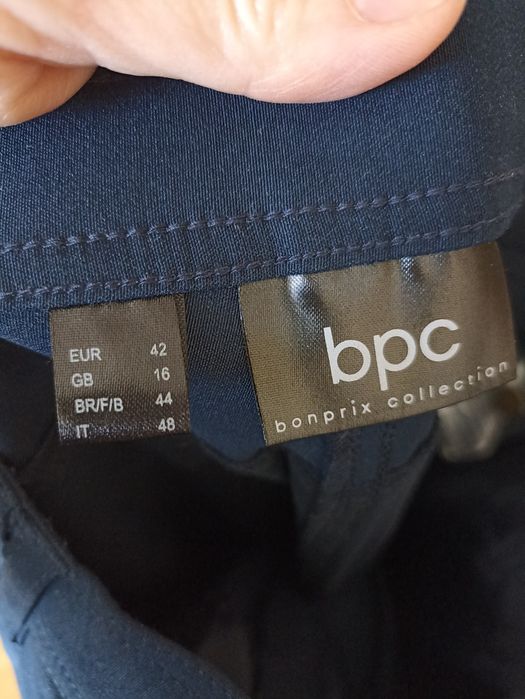 EUR 42
GB 16
BR/F/B 44
IT 48
bpc
bonprix collection